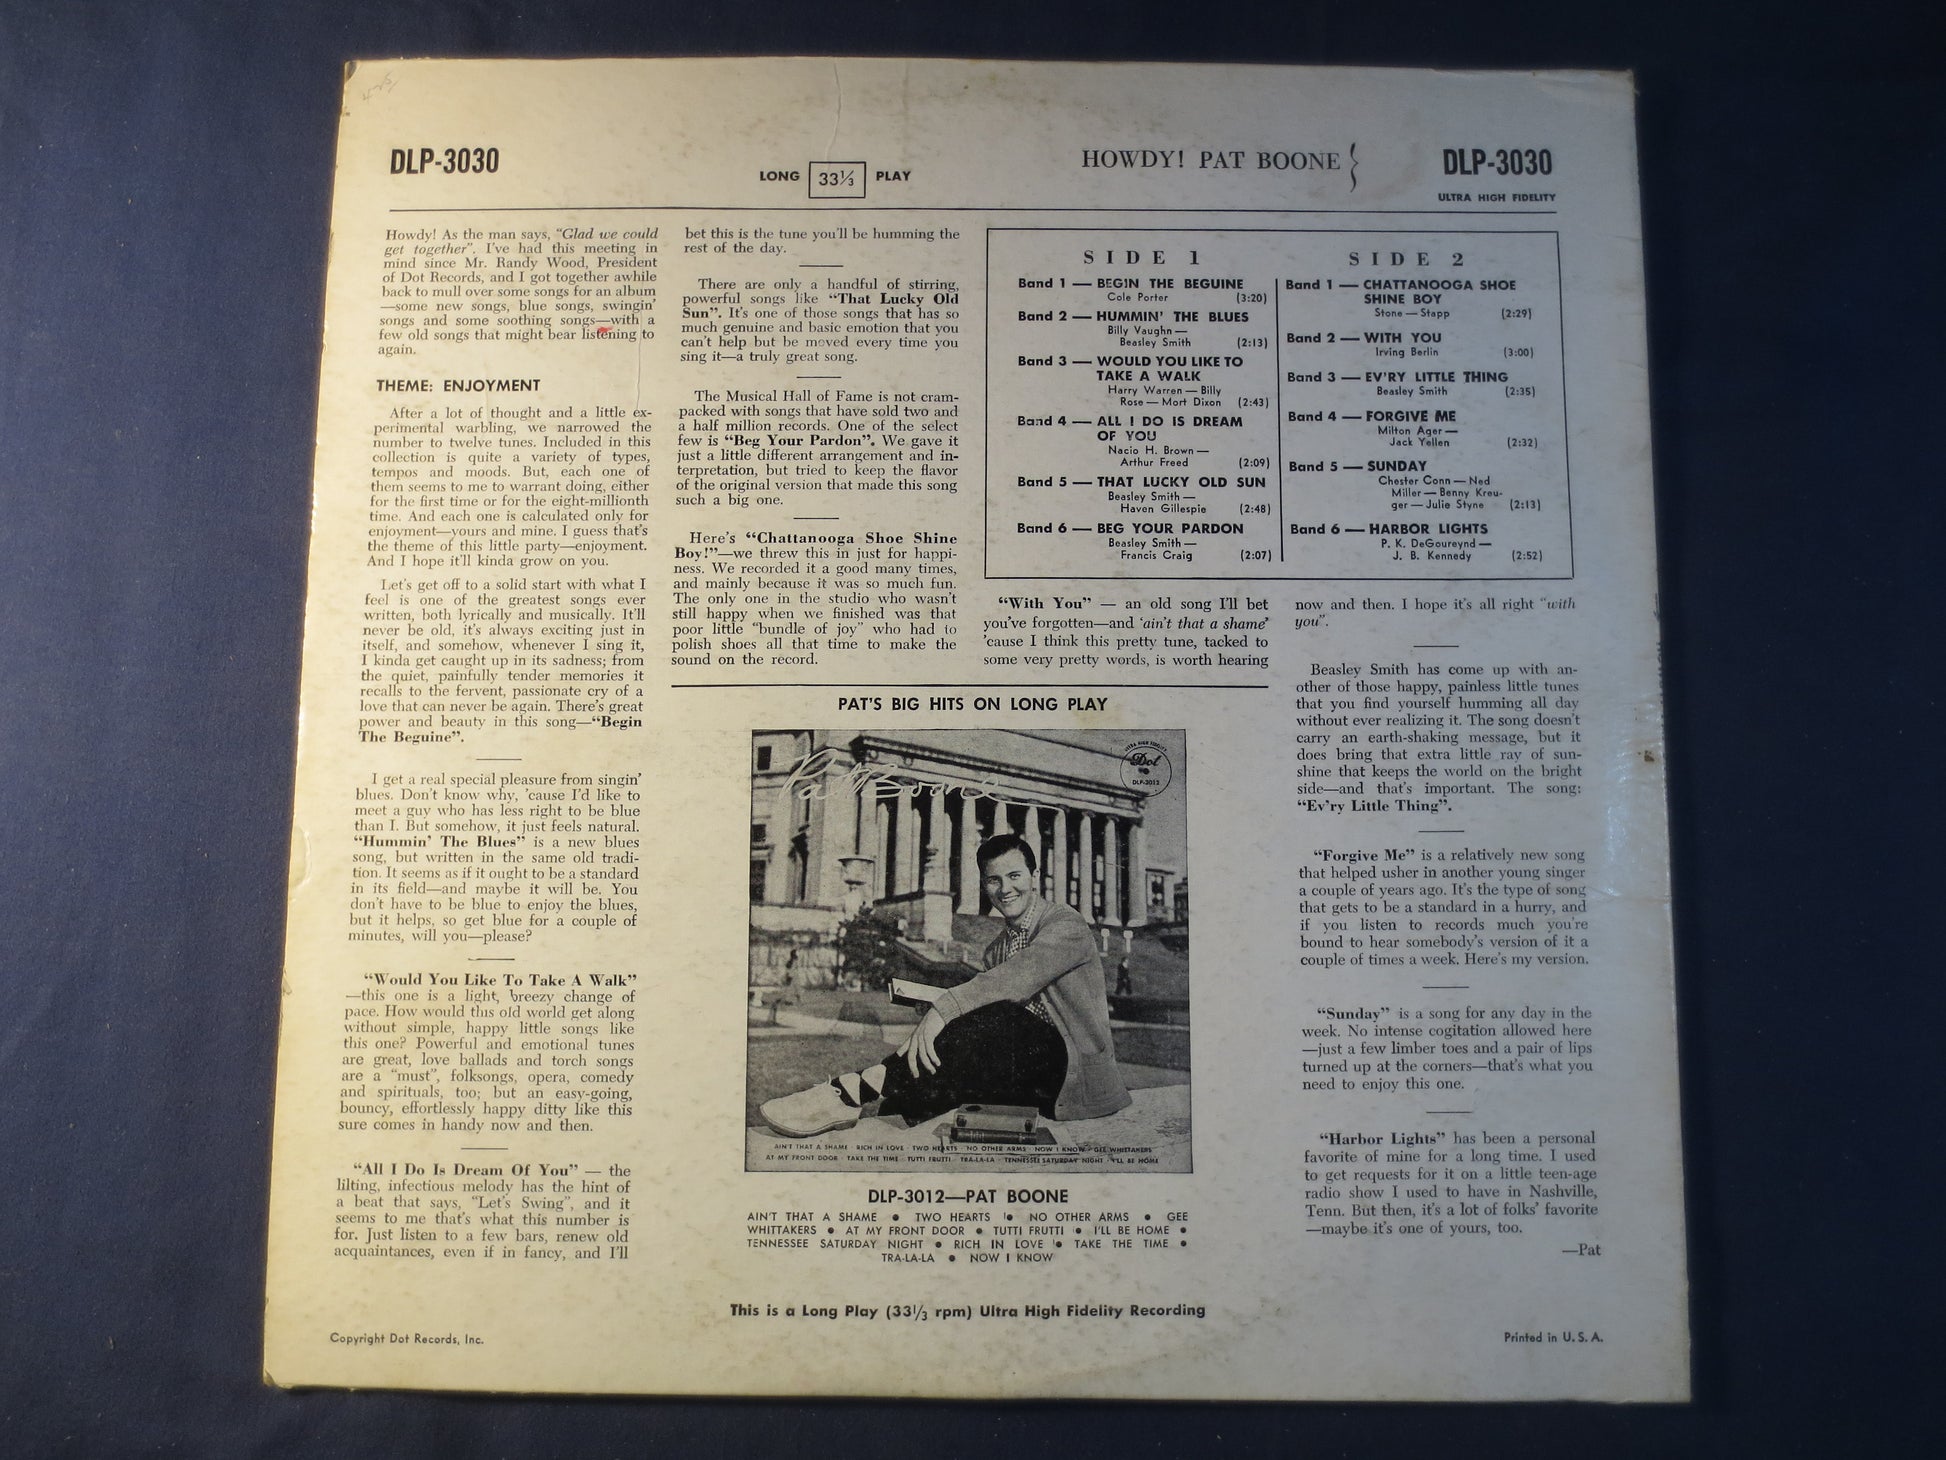 DLP-3030
LONG 33⅓ PLAY
HOWDY! PAT BOONE
DLP-3030
ULTRA HIGH FIDELITY
Howdy! As the man says, "Glad we could
get together". I've had this meeting in
mind since Mr. Randy Wood, President
of Dot Records, and I got together awhile
back to mull over some songs for an album
—some new songs, blue songs, swingin'
songs and some soothing songs—with a
few old songs that might bear listening to
again.
THEME: ENJOYMENT
After a lot of thought and a little ex-
perimental warbling, we narrowed the
number to twelve tunes. Included in this
collection is quite a variety of types,
tempos and moods. But, each one of
them seems to me to warrant doing, either
for the first time or for the eight-millionth
time. And each one is calculated only for
enjoyment—yours and mine. I guess that's
the theme of this little party—enjoyment.
And I hope it'll kinda grow on you.
Let's get off to a solid start with what I
feel is one of the greatest songs ever
written, both lyrically and musically. It'll
never be old, it's always exciting just in
itself, and somehow, whenever I sing it,
I kinda get caught up in its sadness; from
the quiet, painfully tender memories it
recalls to the fervent, passionate cry of a
love that can never be again. There's great
power and beauty in this song—"Begin
The Beguine".
I get a real special pleasure from singin'
blues. Don't know why, 'cause I'd like to
meet a guy who has less right to be blue
than I. But somehow, it just feels natural.
"Hummin' The Blues" is a new blues
song, but written in the same old tradi-
tion. It seems as if it ought to be a standard
in its field—and maybe it will be. You
don't have to be blue to enjoy the blues,
but it helps, so get blue for a couple of
minutes, will you—please?
"Would You Like To Take A Walk"
—this one is a light, breezy change of
pace. How would this old world get along
without simple, happy little songs like
this one? Powerful and emotional tunes
are great, love ballads and torch songs
are a "must", folksongs, opera, comedy
and spirituals, too; but an easy-going,
bouncy, effortlessly happy ditty like this
sure comes in handy now and then.
"All I Do Is Dream Of You" — the
lilting, infectious melody has the hint of
a beat that says, "Let's Swing", and it
seems to me that's what this number is
for. Just listen to a few bars, renew old
acquaintances, even if in fancy, and I'll
bet this is the tune you'll be humming the
rest of the day.
There are only a handful of stirring,
powerful songs like "That Lucky Old
Sun". It's one of those songs that has so
much genuine and basic emotion that you
can't help but be moved every time you
sing it—a truly great song.
The Musical Hall of Fame is not cram-
packed with songs that have sold two and
a half million records. One of the select
few is "Beg Your Pardon". We gave it
just a little different arrangement and in-
terpretation, but tried to keep the flavor
of the original version that made this song
such a big one.
Here's "Chattanooga Shoe Shine
Boy!"—we threw this in just for happi-
ness. We recorded it a good many times,
and mainly because it was so much fun.
The only one in the studio who wasn't
still happy when we finished was that
poor little "bundle of joy" who had to
polish shoes all that time to make the
sound on the record.
SIDE 1
Band 1 — BEGIN THE BEGUINE
Cole Porter (3:20)
Band 2 — HUMMIN' THE BLUES
Billy Vaughn —
Beasley Smith (2:13)
Band 3 — WOULD YOU LIKE TO
TAKE A WALK
Harry Warren — Billy
Rose — Mort Dixon (2:43)
Band 4 — ALL I DO IS DREAM
OF YOU
Nacio H. Brown —
Arthur Freed (2:09)
Band 5 — THAT LUCKY OLD SUN
Beasley Smith —
Haven Gillespie (2:48)
Band 6 — BEG YOUR PARDON
Beasley Smith —
Francis Craig (2:07)
SIDE 2
Band 1 — CHATTANOOGA SHOE
SHINE BOY
Stone — Stapp (2:29)
Band 2 — WITH YOU
Irving Berlin (3:00)
Band 3 — EV'RY LITTLE THING
Beasley Smith (2:35)
Band 4 — FORGIVE ME
Milton Ager —
Jack Yellen (2:32)
Band 5 — SUNDAY
Chester Conn — Ned
Miller — Benny Kreu-
ger — Julie Styne (2:13)
Band 6 — HARBOR LIGHTS
P. K. DeGoureynd —
J. B. Kennedy (2:52)
"With You" — an old song I'll bet
you've forgotten—and 'ain't that a shame'
'cause I think this pretty tune, tacked to
some very pretty words, is worth hearing
now and then. I hope it's all right "with
you".
Beasley Smith has come up with an-
other of those happy, painless little tunes
that you find yourself humming all day
without ever realizing it. The song doesn't
carry an earth-shaking message, but it
does bring that extra little ray of sun-
shine that keeps the world on the bright
side—and that's important. The song:
"Ev'ry Little Thing".
"Forgive Me" is a relatively new song
that helped usher in another young singer
a couple of years ago. It's the type of song
that gets to be a standard in a hurry, and
if you listen to records much you're
bound to hear somebody's version of it a
couple of times a week. Here's my version.
"Sunday" is a song for any day in the
week. No intense cogitation allowed here
—just a few limber toes and a pair of lips
turned up at the corners—that's what you
need to enjoy this one.
"Harbor Lights" has been a personal
favorite of mine for a long time. I used
to get requests for it on a little teen-age
radio show I used to have in Nashville,
Tenn. But then, it's a lot of folks' favorite
—maybe it's one of yours, too.
—Pat
PAT'S BIG HITS ON LONG PLAY
Pat Boone
ULTRA HIGH FIDELITY
Dot
DLP-3012
AIN'T THAT A SHAME · RICH IN LOVE · TWO HEARTS · NO OTHER ARMS · NOW I KNOW · GEE WHITTAKERS
AT MY FRONT DOOR · TAKE THE TIME · TUTTI FRUTTI · TRA-LA-LA · TENNESSEE SATURDAY NIGHT · I'LL BE HOME
DLP-3012—PAT BOONE
AIN'T THAT A SHAME ● TWO HEARTS ● NO OTHER ARMS ● GEE
WHITTAKERS ● AT MY FRONT DOOR ● TUTTI FRUTTI ● I'LL BE HOME ●
TENNESSEE SATURDAY NIGHT ● RICH IN LOVE ● TAKE THE TIME ●
TRA-LA-LA ● NOW I KNOW
This is a Long Play (33⅓ rpm) Ultra High Fidelity Recording
Copyright Dot Records, Inc.
Printed in U. S. A.